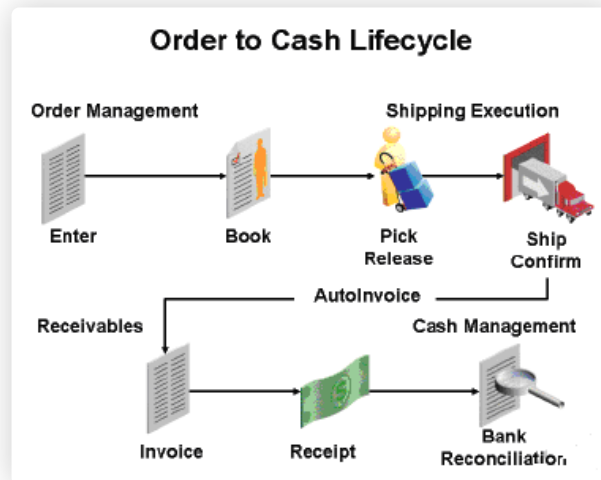 Order to Cash Lifecycle
Order Management
Shipping Execution
Enter
Book
Pick
Release
Ship
Confirm
AutoInvoice
Receivables
Cash Management
Invoice
Receipt
Bank
Reconciliation